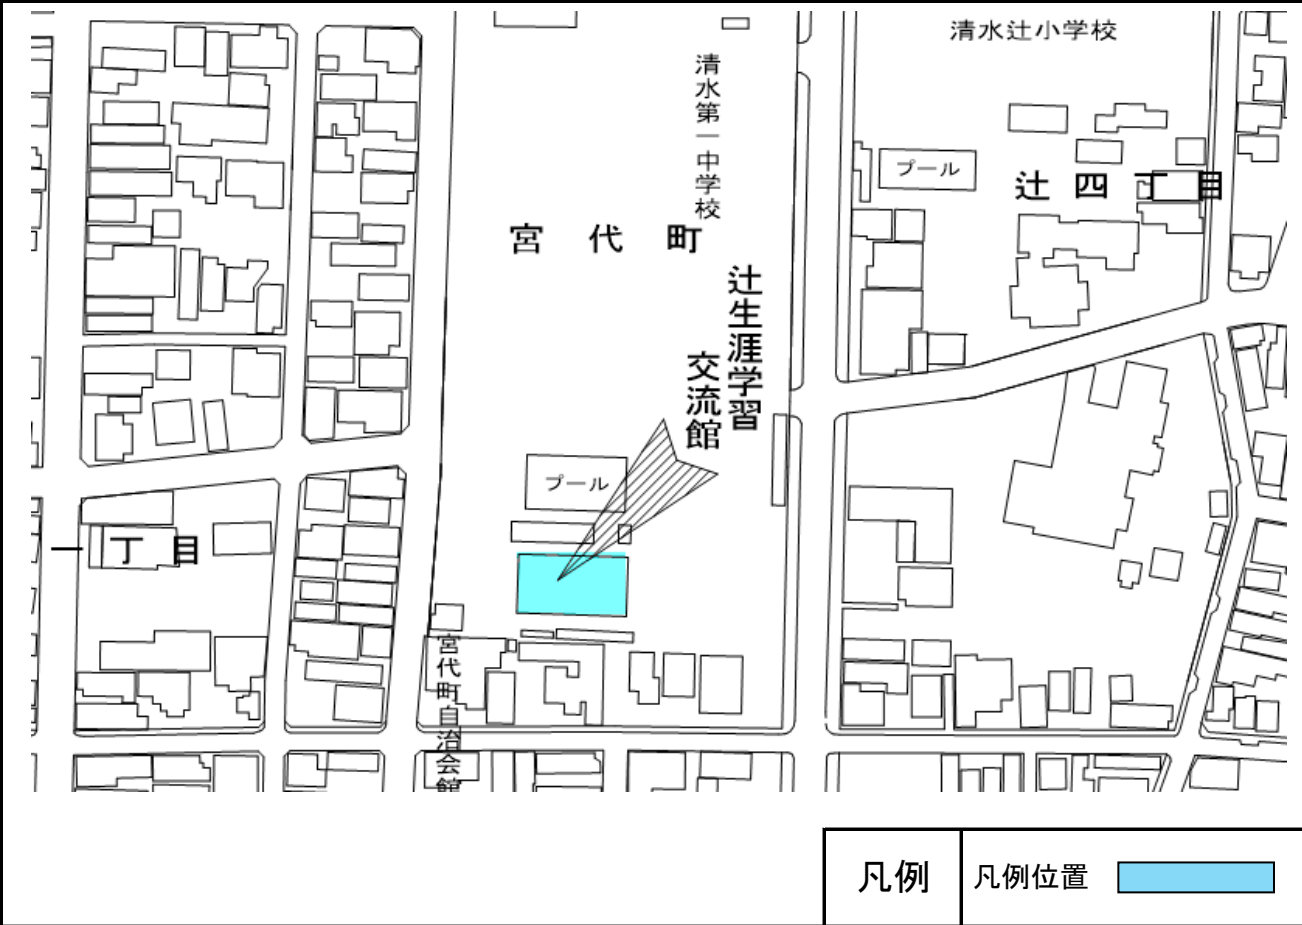 清水辻小学校
清水第一中学校
プール
辻四丁目
宮代町
辻生涯学習
交流館
プール
一丁目
宮代町自治会館
凡例
凡例位置